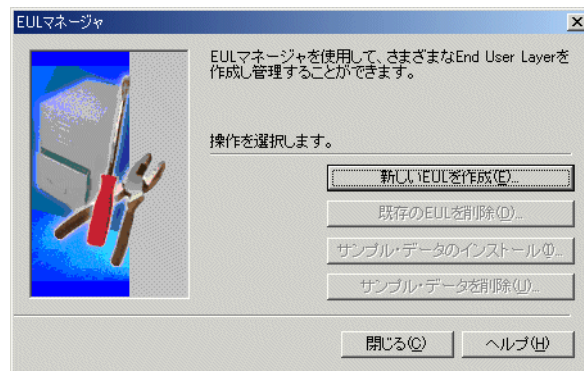 EULマネージャ
EULマネージャを使用して、さまざまなEnd User Layerを
作成し管理することができます。
操作を選択します。
新しいEULを作成(E)...
既存のEULを削除(D)...
サンプル・データのインストール(I)...
サンプル・データを削除(U)...
閉じる(C)
ヘルプ(H)